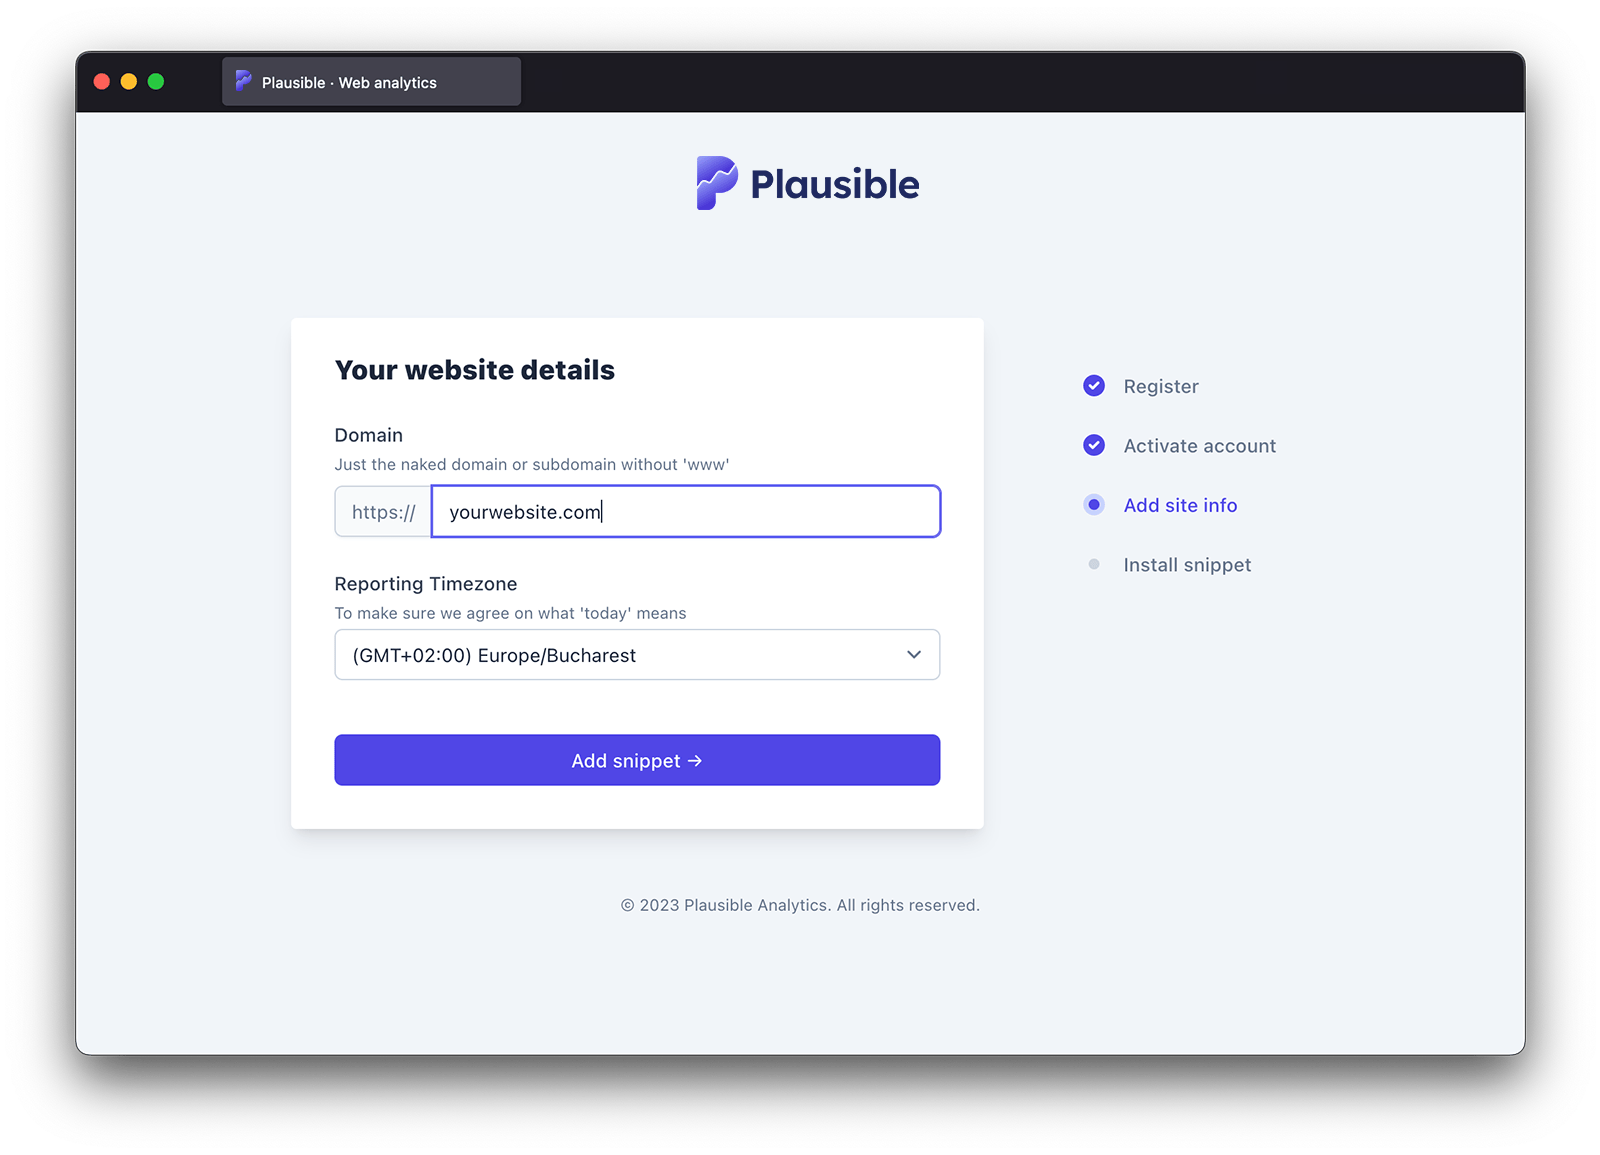 Plausible · Web analytics
Plausible
Your website details
Domain
Just the naked domain or subdomain without 'www'
https:// yourwebsite.com
Reporting Timezone
To make sure we agree on what 'today' means
(GMT+02:00) Europe/Bucharest
Add snippet →
Register
Activate account
Add site info
Install snippet
© 2023 Plausible Analytics. All rights reserved.